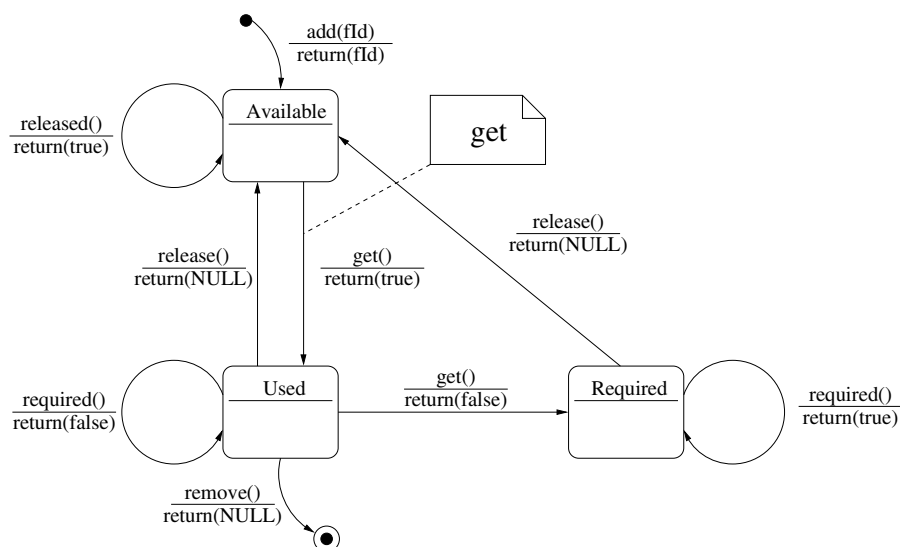 add(fId)
return(fId)
Available
released()
return(true)
get
release()
return(NULL)
release()
return(NULL)
get()
return(true)
Used
get()
return(false)
Required
required()
return(false)
required()
return(true)
remove()
return(NULL)